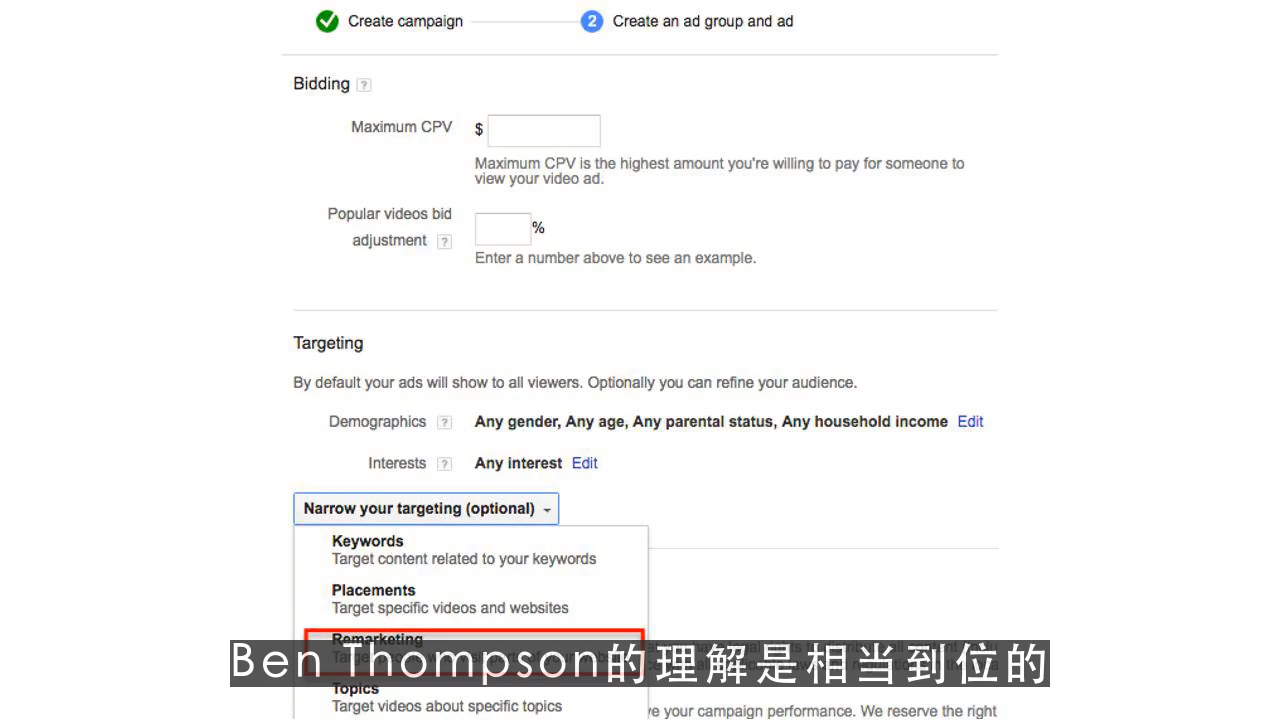 Create campaign
2
Create an ad group and ad
Bidding ?
Maximum CPV $
Maximum CPV is the highest amount you're willing to pay for someone to
view your video ad.
Popular videos bid
adjustment ? %
Enter a number above to see an example.
Targeting
By default your ads will show to all viewers. Optionally you can refine your audience.
Demographics ? Any gender, Any age, Any parental status, Any household income Edit
Interests ? Any interest Edit
Narrow your targeting (optional)
Keywords
Target content related to your keywords
Placements
Target specific videos and websites
Remarketing
Ben Thompson的理解是相当到位的
Topics
Target videos about specific topics
your campaign performance. We reserve the right